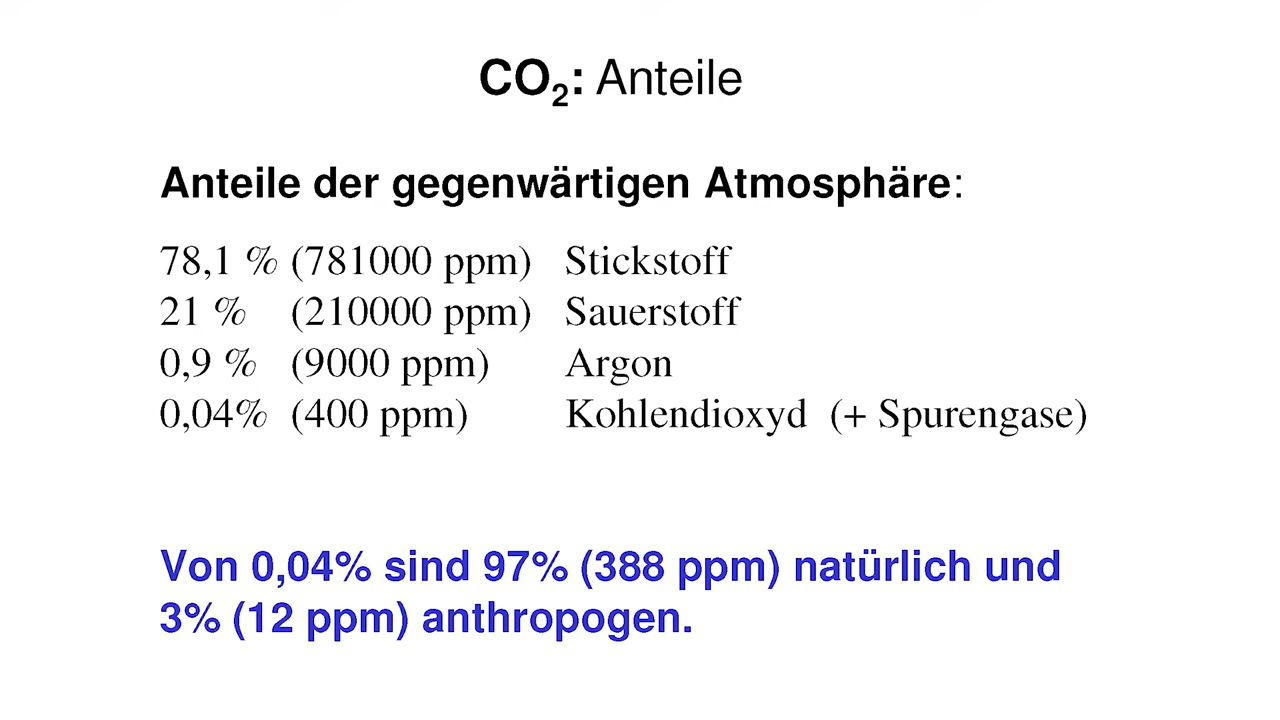 CO₂: Anteile
Anteile der gegenwärtigen Atmosphäre:
78,1 % (781000 ppm) Stickstoff
21 % (210000 ppm) Sauerstoff
0,9 % (9000 ppm) Argon
0,04% (400 ppm) Kohlendioxyd (+ Spurengase)
Von 0,04% sind 97% (388 ppm) natürlich und
3% (12 ppm) anthropogen.